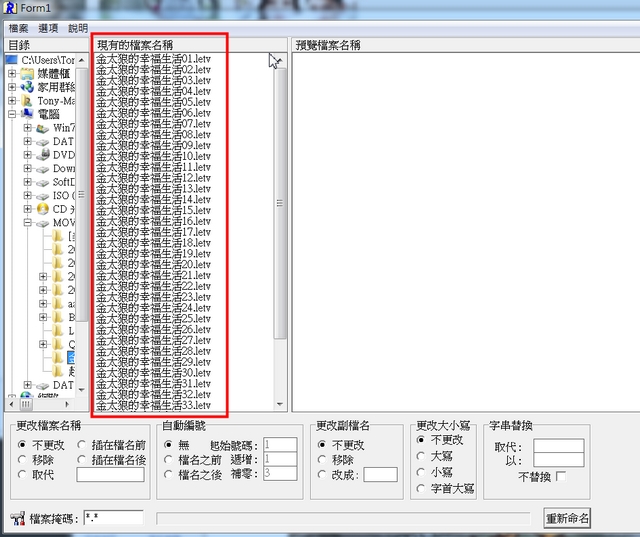 Form1
檔案 選項 說明
目錄 現有的檔案名稱 預覽檔案名稱
C:\Users\Ton
媒體櫃
家用群組
Tony-Ma
電腦
Win7
DAT
DVD
Down
SoftD
ISO (
CD
MOV
2
2
2
2
aa
B
L
Q
DAT
金太狼的幸福生活01.letv
金太狼的幸福生活02.letv
金太狼的幸福生活03.letv
金太狼的幸福生活04.letv
金太狼的幸福生活05.letv
金太狼的幸福生活06.letv
金太狼的幸福生活07.letv
金太狼的幸福生活08.letv
金太狼的幸福生活09.letv
金太狼的幸福生活10.letv
金太狼的幸福生活11.letv
金太狼的幸福生活12.letv
金太狼的幸福生活13.letv
金太狼的幸福生活14.letv
金太狼的幸福生活15.letv
金太狼的幸福生活16.letv
金太狼的幸福生活17.letv
金太狼的幸福生活18.letv
金太狼的幸福生活19.letv
金太狼的幸福生活20.letv
金太狼的幸福生活21.letv
金太狼的幸福生活22.letv
金太狼的幸福生活23.letv
金太狼的幸福生活24.letv
金太狼的幸福生活25.letv
金太狼的幸福生活26.letv
金太狼的幸福生活27.letv
金太狼的幸福生活28.letv
金太狼的幸福生活29.letv
金太狼的幸福生活30.letv
金太狼的幸福生活31.letv
金太狼的幸福生活32.letv
金太狼的幸福生活33.letv
更改檔案名稱
不更改 插在檔名前
移除 插在檔名後
取代
自動編號
無 起始號碼: 1
檔名之前 遞增: 1
檔名之後 補零: 3
更改副檔名
不更改
移除
改成:
更改大小寫
不更改
大寫
小寫
字首大寫
字串替換
取代:
以:
不替換
檔案掩碼: *.*
重新命名